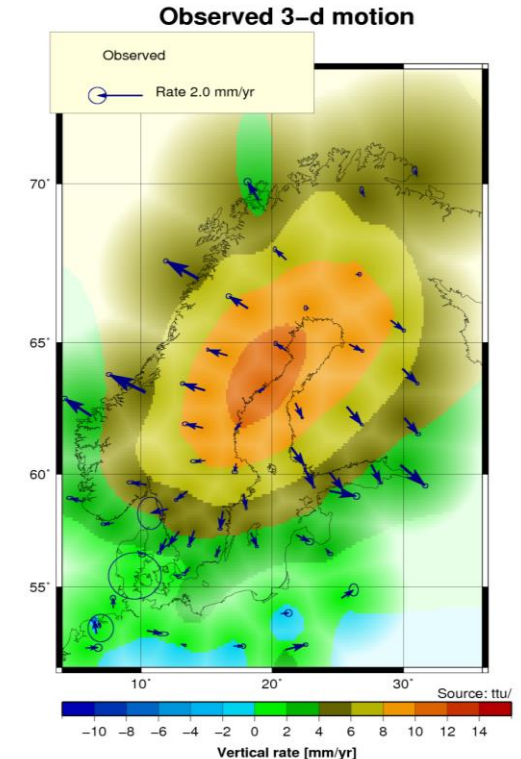 Observed 3-d motion
Observed
Rate 2.0 mm/yr
70°
65°
60°
55°
10° 20° 30°
Source: ttu/
-10 -8 -6 -4 -2 0 2 4 6 8 10 12 14
Vertical rate [mm/yr]